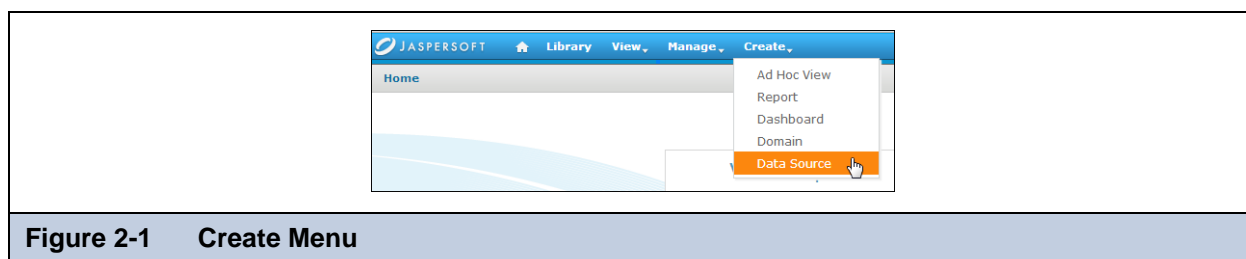 JASPERSOFT Library View Manage Create
Home
Ad Hoc View
Report
Dashboard
Domain
Data Source
Figure 2-1 Create Menu